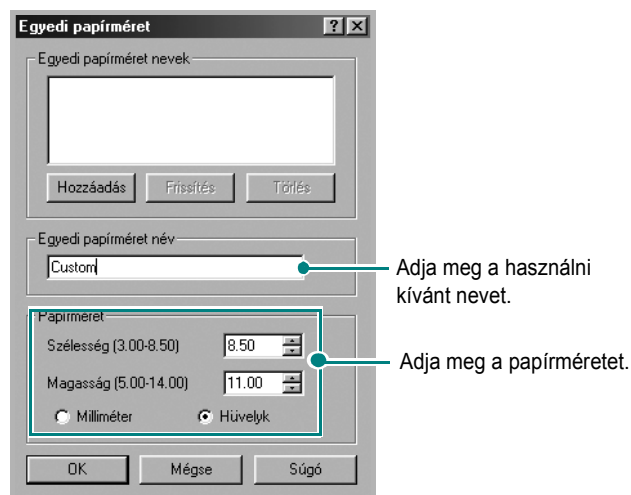 Egyedi papírméret
Egyedi papírméret nevek
Hozzáadás Frissítés Törlés
Egyedi papírméret név
Custom
Adja meg a használni
kívánt nevet.
Papírméret
Szélesség (3.00-8.50) 8.50
Adja meg a papírméretet.
Magasság (5.00-14.00) 11.00
Milliméter Hüvelyk
OK Mégse Súgó